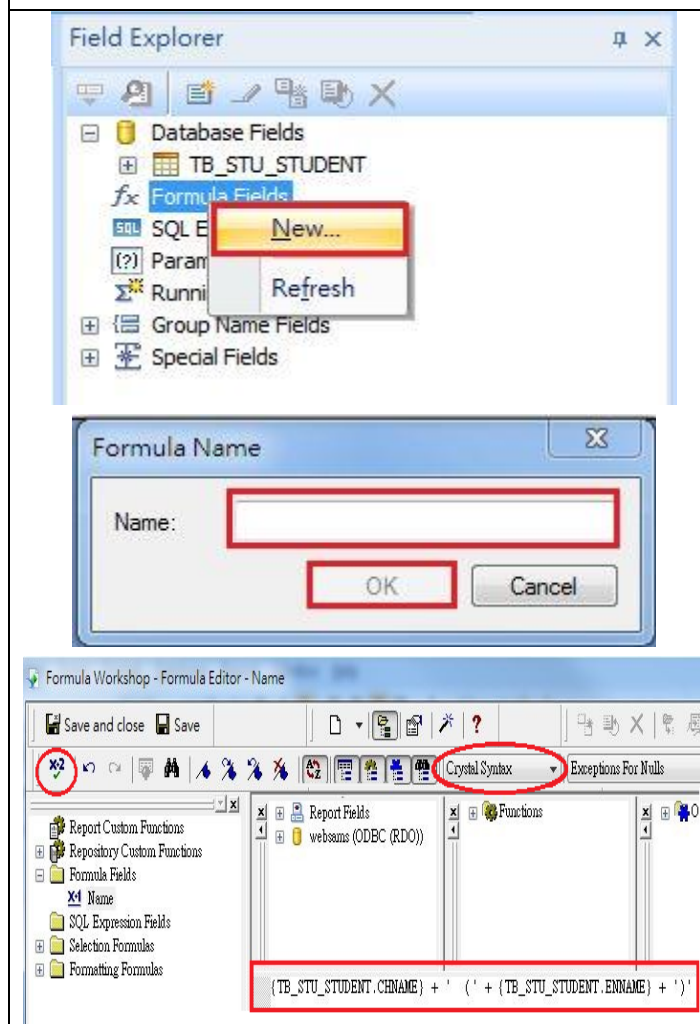 Field Explorer
Database Fields
TB_STU_STUDENT
fx Formula Fields
SQL SQL E
New...
(?) Param
Σ Runni
Refresh
Group Name Fields
Special Fields
Formula Name
Name:
OK
Cancel
Formula Workshop - Formula Editor - Name
Save and close
Save
Crystal Syntax
Exceptions For Nulls
Report Custom Functions
Repository Custom Functions
Formula Fields
Name
SQL Expression Fields
Selection Formulas
Formatting Formulas
Report Fields
websams (ODBC (RDO))
Functions
O
{TB_STU_STUDENT.CHNAME} + ' (' + {TB_STU_STUDENT.ENNAME} + ')'